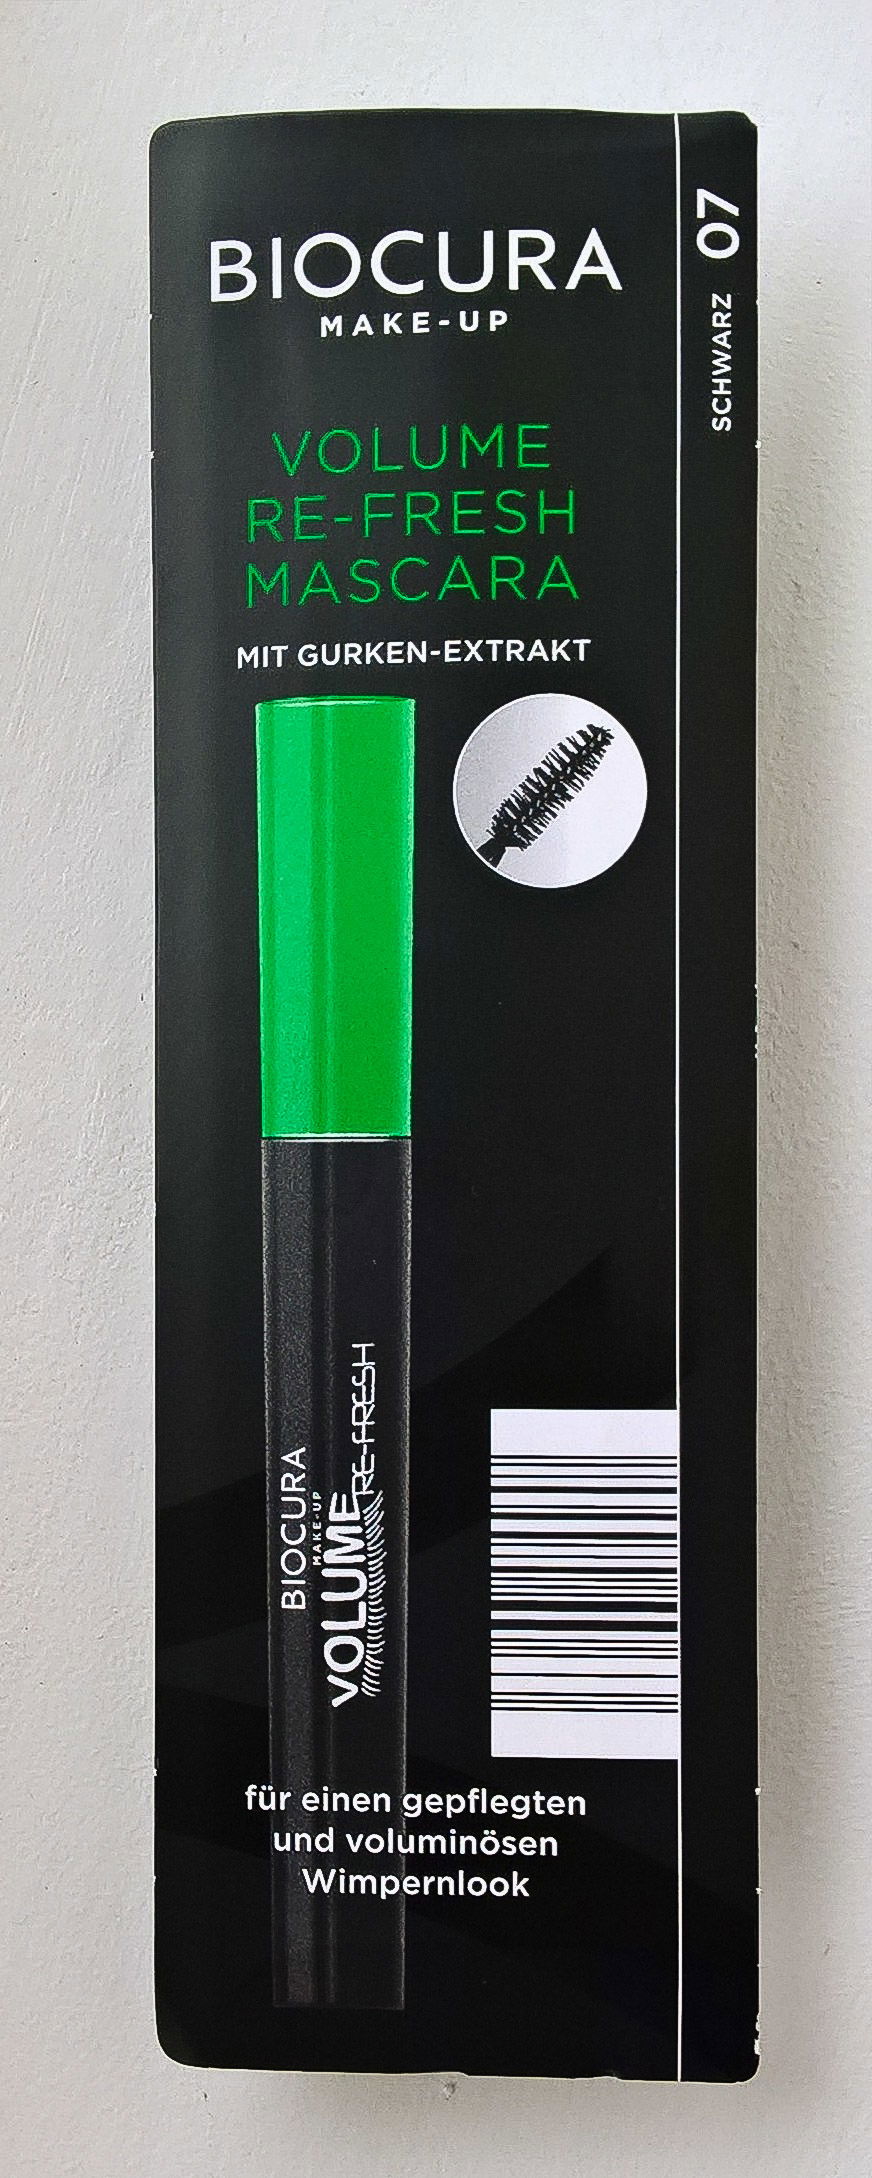 BIOCURA
MAKE-UP
VOLUME
RE-FRESH
MASCARA
MIT GURKEN-EXTRAKT
SCHWARZ 07
BIOCURA
MAKE-UP
VOLUME
RE-FRESH
für einen gepflegten
und voluminösen
Wimpernlook